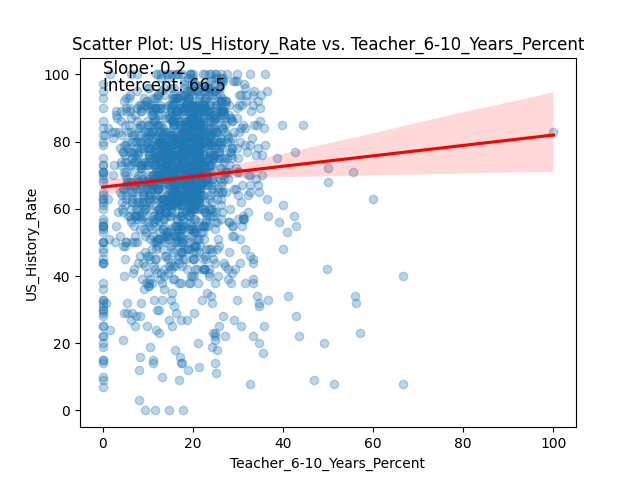 Scatter Plot: US_History_Rate vs. Teacher_6-10_Years_Percent
Slope: 0.2
Intercept: 66.5
100
80
60
40
20
0
US_History_Rate
0 20 40 60 80 100
Teacher_6-10_Years_Percent